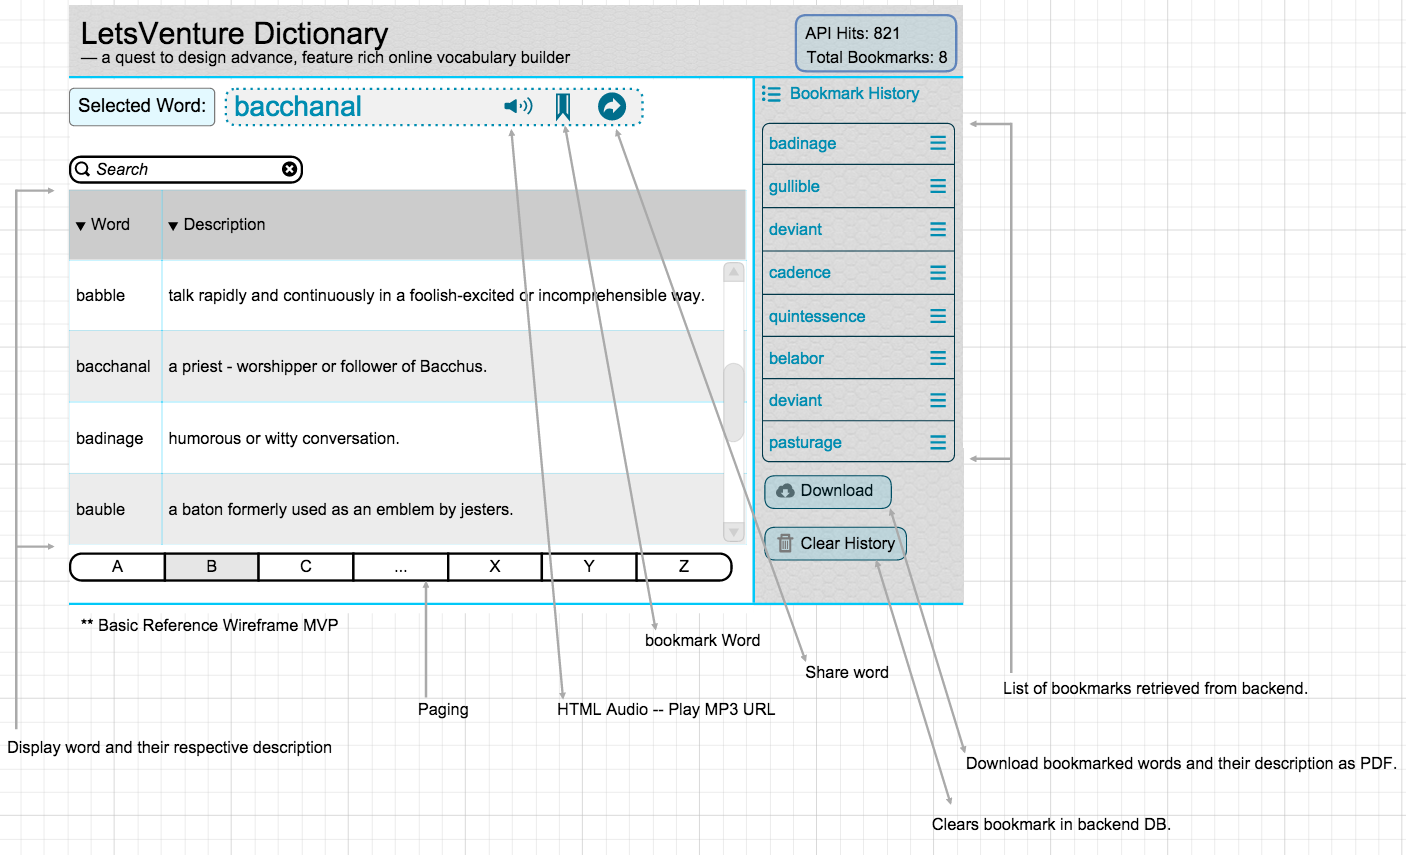 LetsVenture Dictionary
— a quest to design advance, feature rich online vocabulary builder
API Hits: 821
Total Bookmarks: 8
Selected Word:
bacchanal
Search
Word
Description
babble
talk rapidly and continuously in a foolish-excited or incomprehensible way.
bacchanal
a priest - worshipper or follower of Bacchus.
badinage
humorous or witty conversation.
bauble
a baton formerly used as an emblem by jesters.
A
B
C
...
X
Y
Z
Bookmark History
badinage
gullible
deviant
cadence
quintessence
belabor
deviant
pasturage
Download
Clear History
** Basic Reference Wireframe MVP
bookmark Word
Share word
List of bookmarks retrieved from backend.
Paging
HTML Audio -- Play MP3 URL
Display word and their respective description
Download bookmarked words and their description as PDF.
Clears bookmark in backend DB.